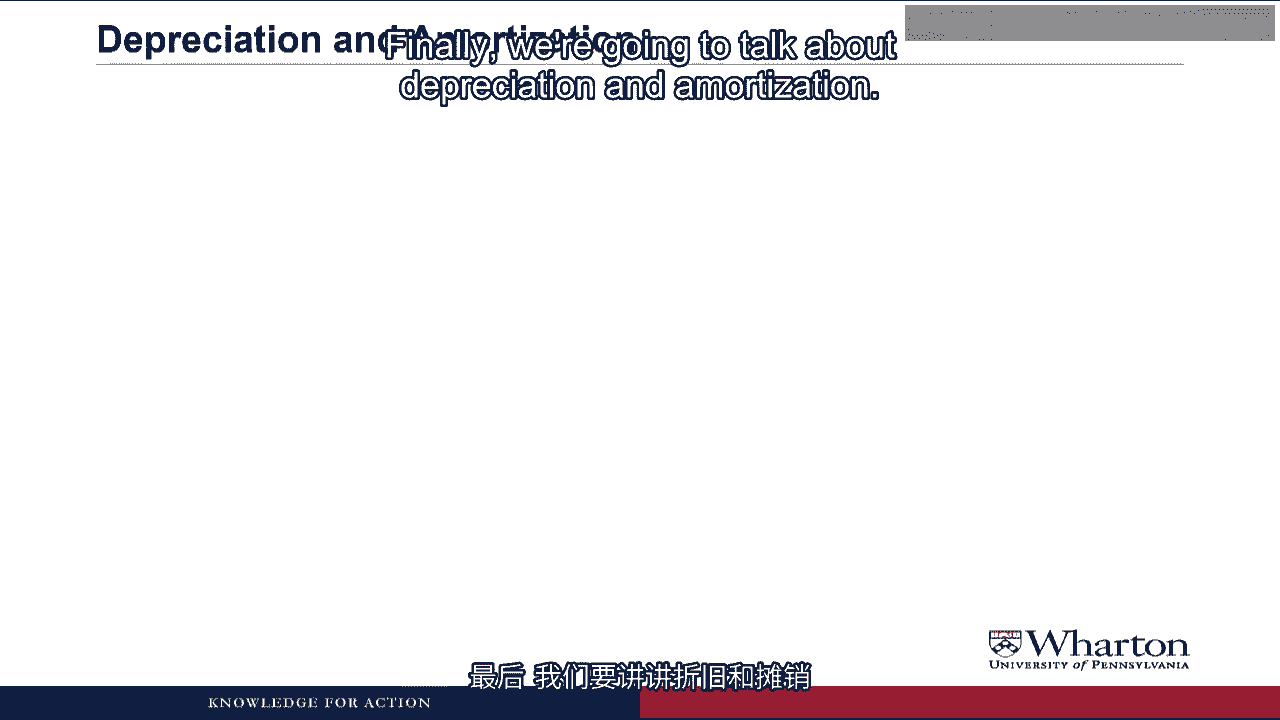 Depreciation and Amortization
Finally, we're going to talk about
depreciation and amortization.
Wharton
UNIVERSITY of PENNSYLVANIA
最后 我们要讲讲折旧和摊销
KNOWLEDGE FOR ACTION